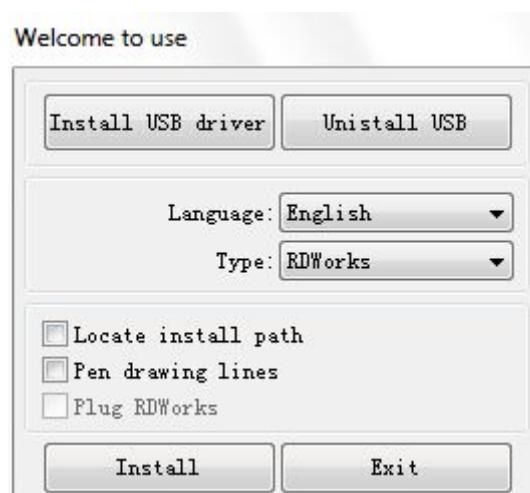 Welcome to use
Install USB driver Unistall USB
Language: English
Type: RDWorks
Locate install path
Pen drawing lines
Plug RDWorks
Install Exit